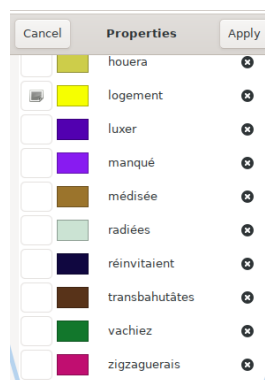 Cancel Properties Apply
houera
logement
luxer
manqué
médisée
radiées
réinvitaient
transbahutâtes
vachiez
zigzaguerais